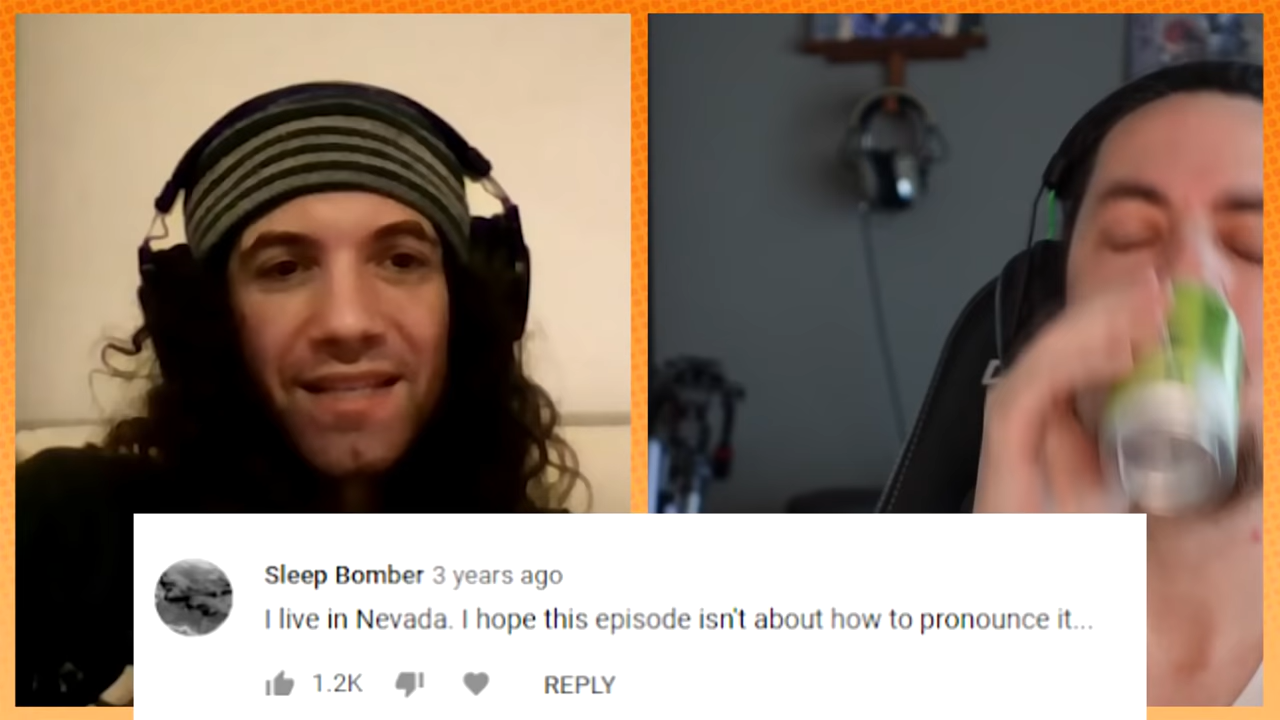 Sleep Bomber 3 years ago
I live in Nevada. I hope this episode isn't about how to pronounce it...
1.2K REPLY